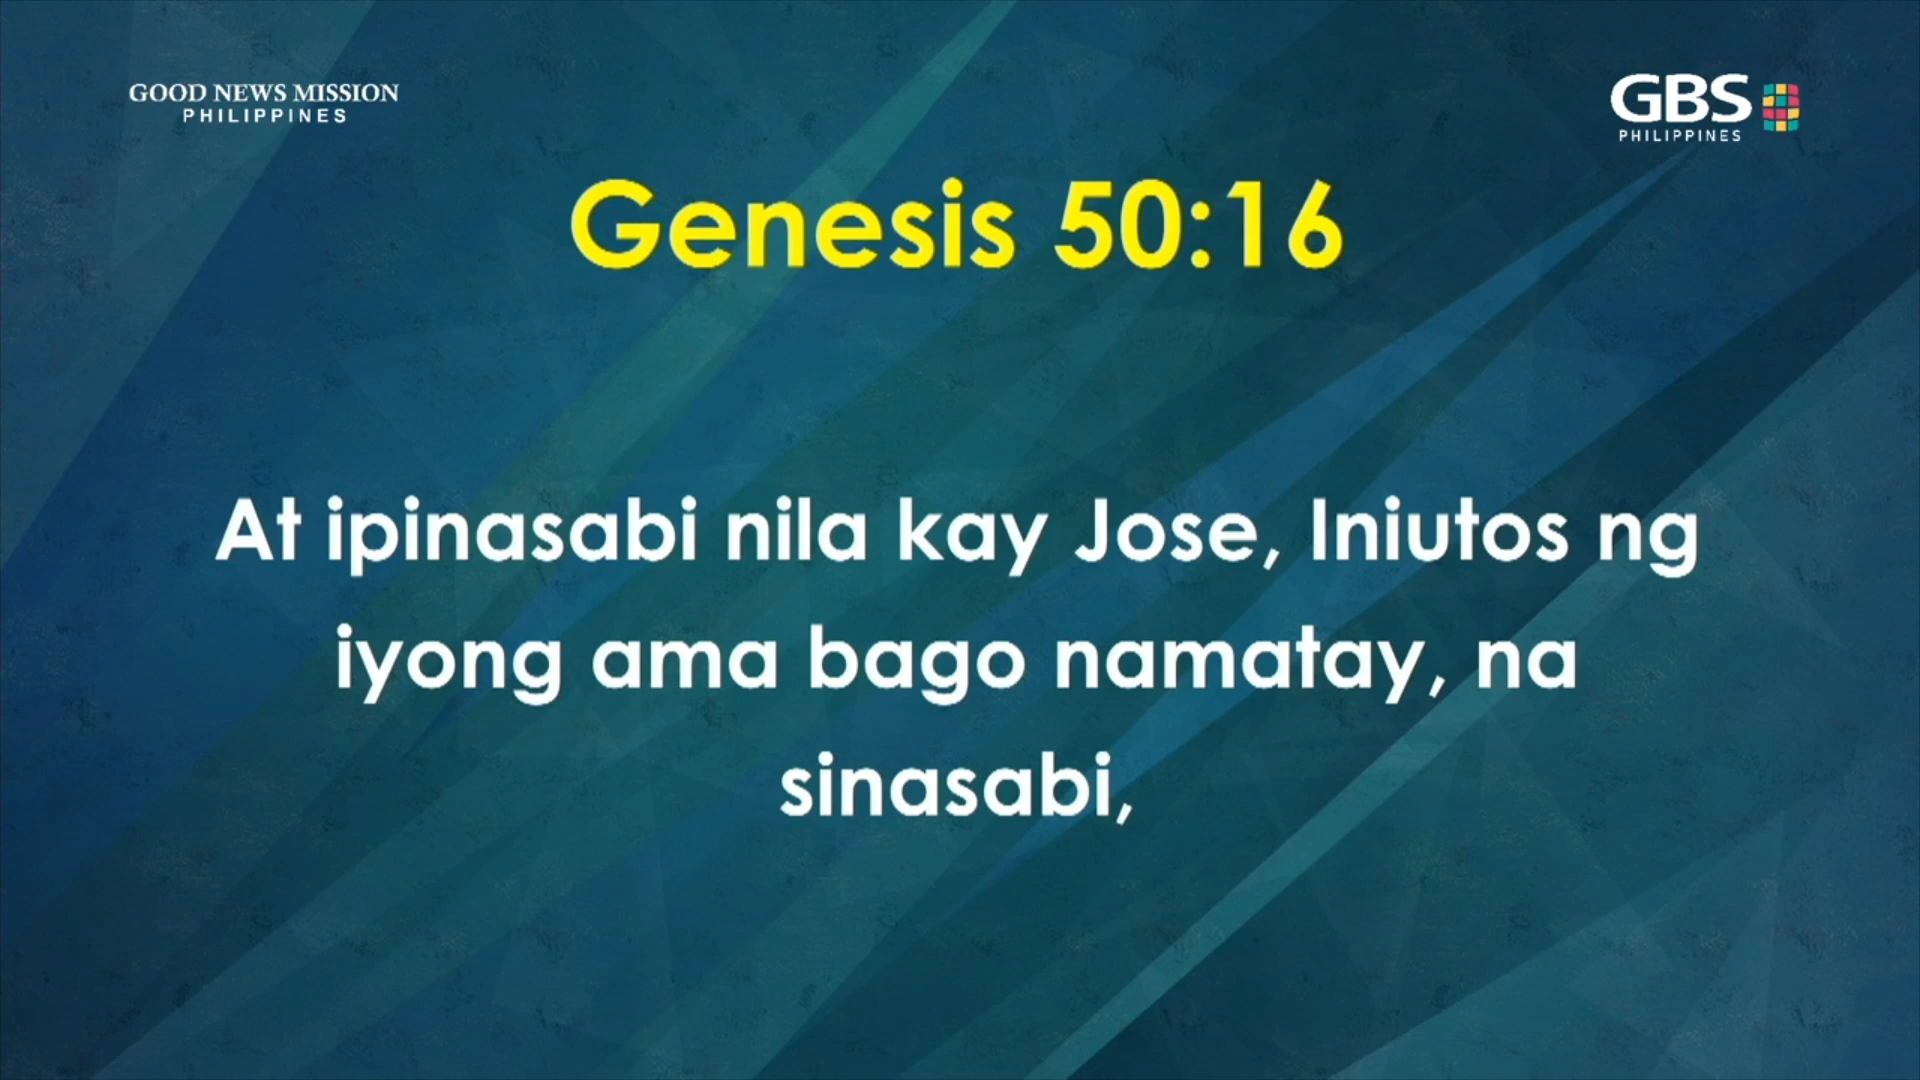 GOOD NEWS MISSION
PHILIPPINES
GBS
PHILIPPINES
Genesis 50:16
At ipinasabi nila kay Jose, Iniutos ng
iyong ama bago namatay, na
sinasabi,